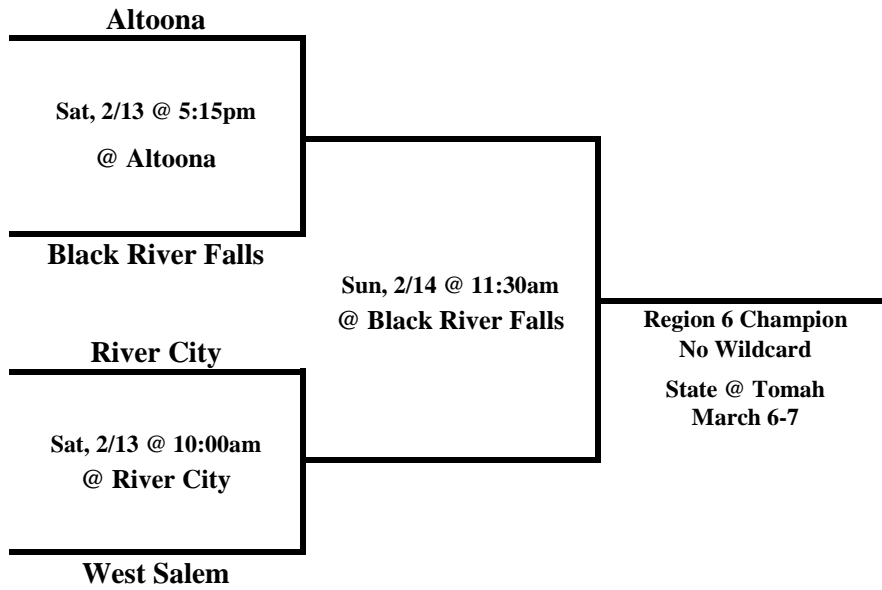 Altoona
Sat, 2/13 @ 5:15pm
@ Altoona
Black River Falls
Sun, 2/14 @ 11:30am
@ Black River Falls
Region 6 Champion
No Wildcard
State @ Tomah
March 6-7
River City
Sat, 2/13 @ 10:00am
@ River City
West Salem